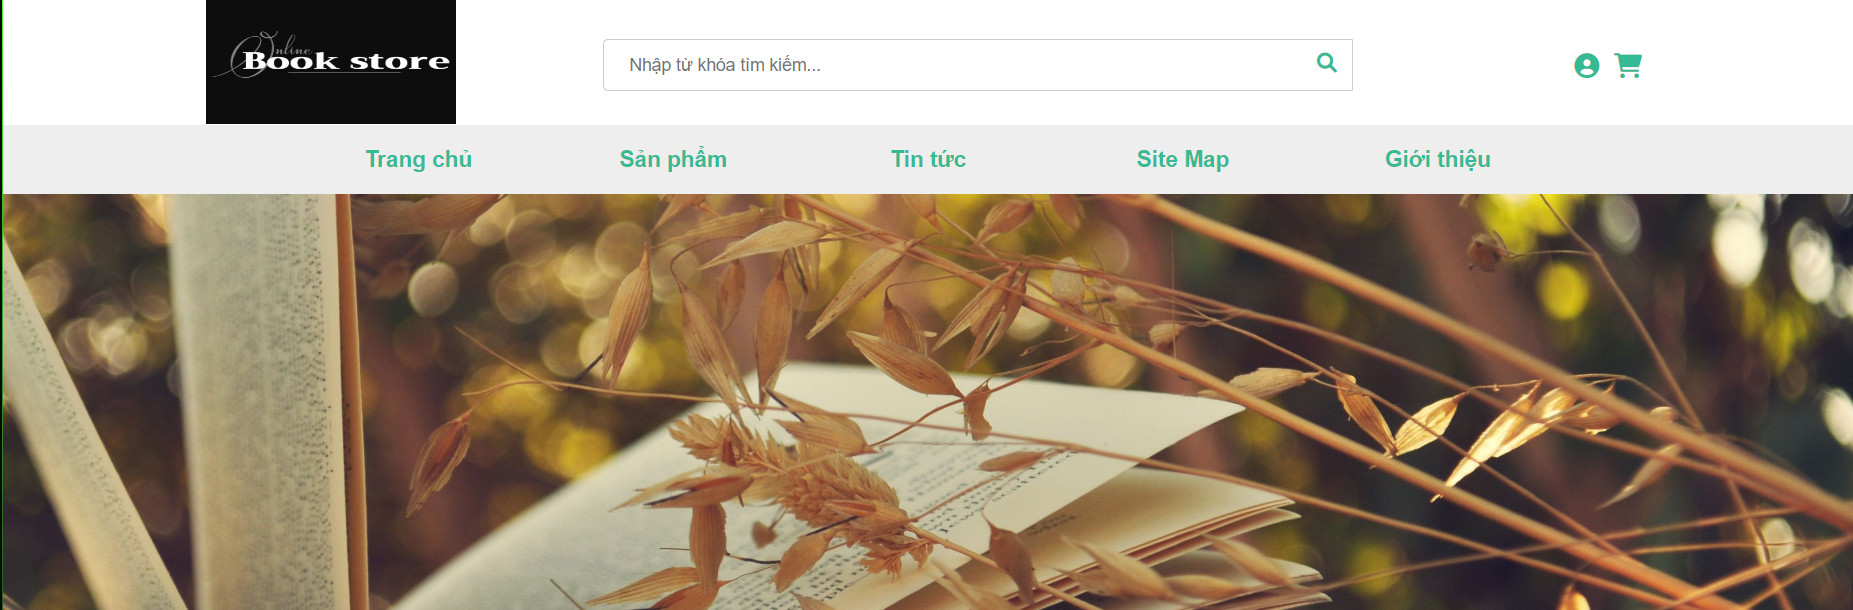 Online
Book store
Nhập từ khóa tìm kiếm...
Trang chủ
Sản phẩm
Tin tức
Site Map
Giới thiệu